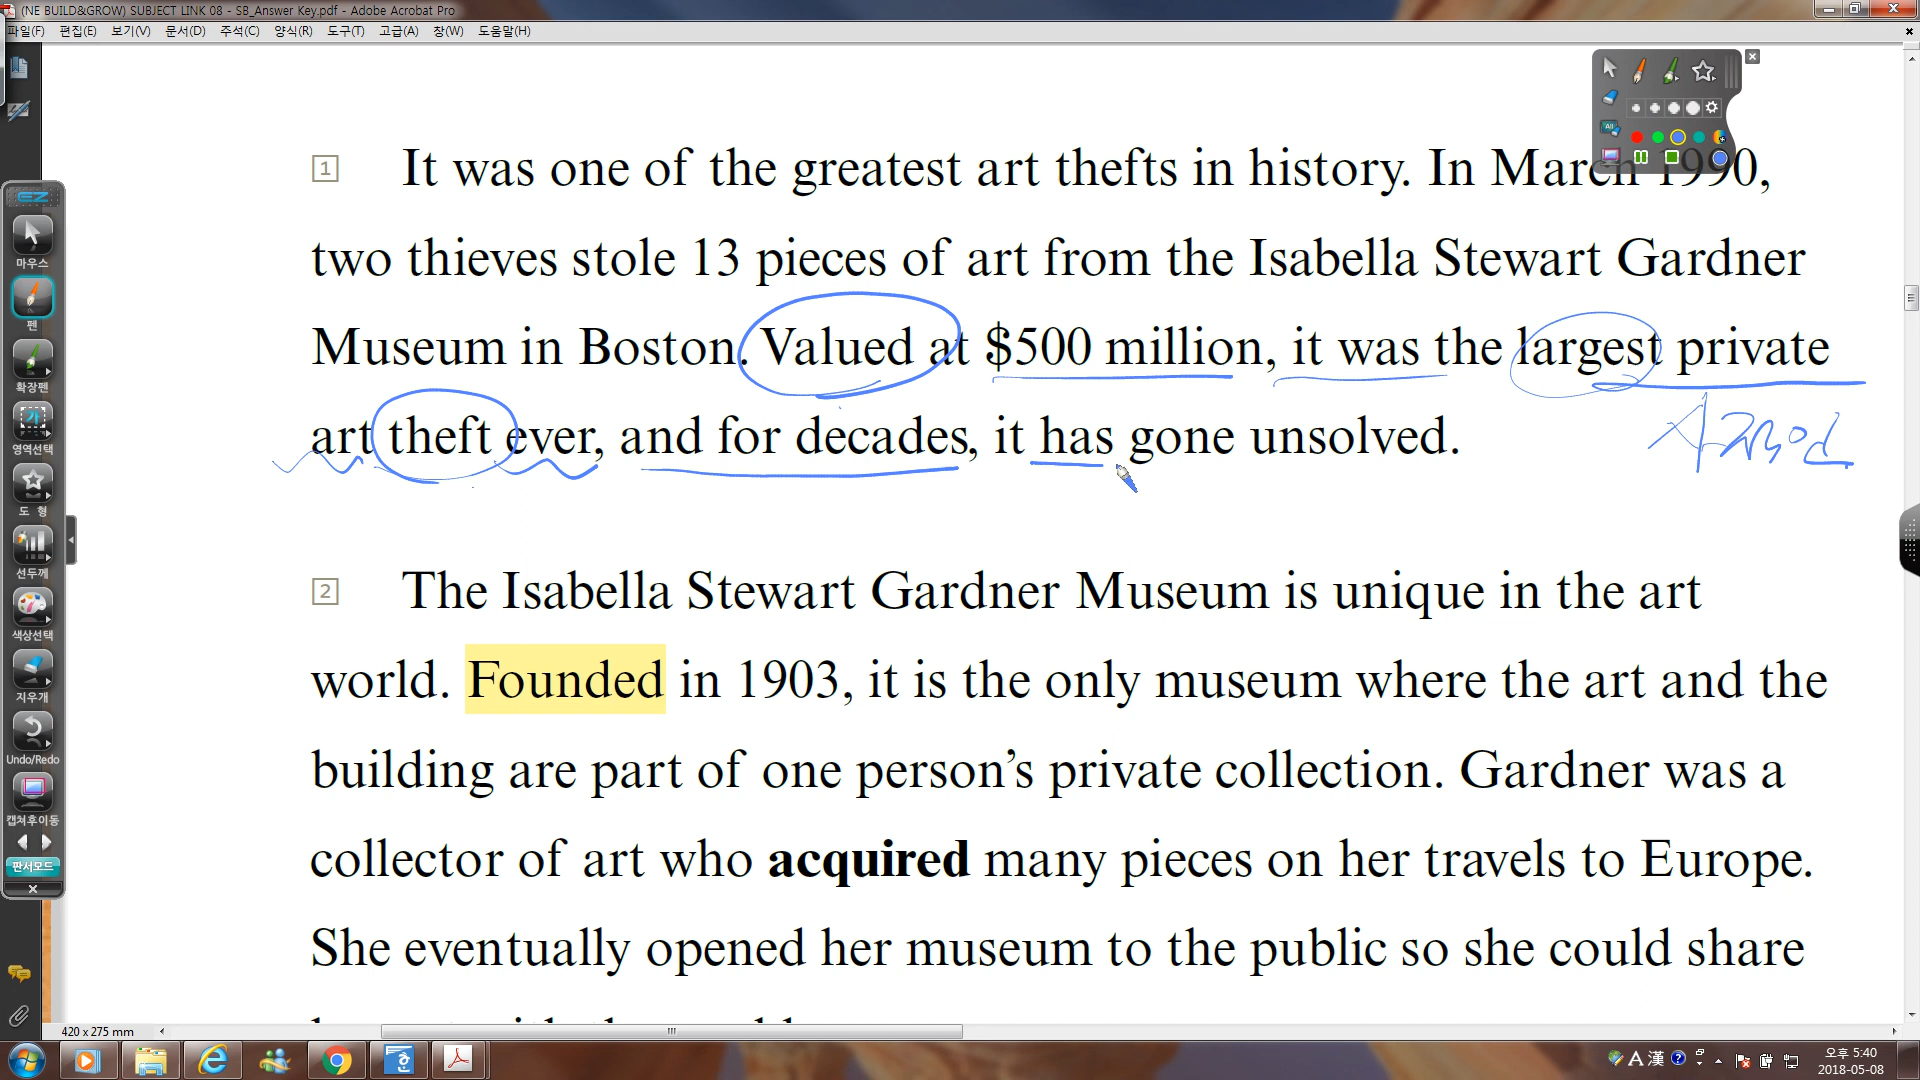 (NE BUILD&GROW) SUBJECT LINK 08 - SB_Answer Key.pdf - Adobe Acrobat Pro
파일(F) 편집(E) 보기(V) 문서(D) 주석(C) 양식(R) 도구(T) 고급(A) 창(W) 도움말(H)
1 It was one of the greatest art thefts in history. In March 1990,
two thieves stole 13 pieces of art from the Isabella Stewart Gardner
Museum in Boston. Valued at $500 million, it was the largest private
art theft ever, and for decades, it has gone unsolved.
2 The Isabella Stewart Gardner Museum is unique in the art
world. Founded in 1903, it is the only museum where the art and the
building are part of one person’s private collection. Gardner was a
collector of art who acquired many pieces on her travels to Europe.
She eventually opened her museum to the public so she could share
EZ
마우스
펜
확장펜
가
영역선택
도 형
선두께
색상선택
지우개
Undo/Redo
캡쳐후이동
판서모드
All
420 x 275 mm
A 漢
오후 5:40
2018-05-08